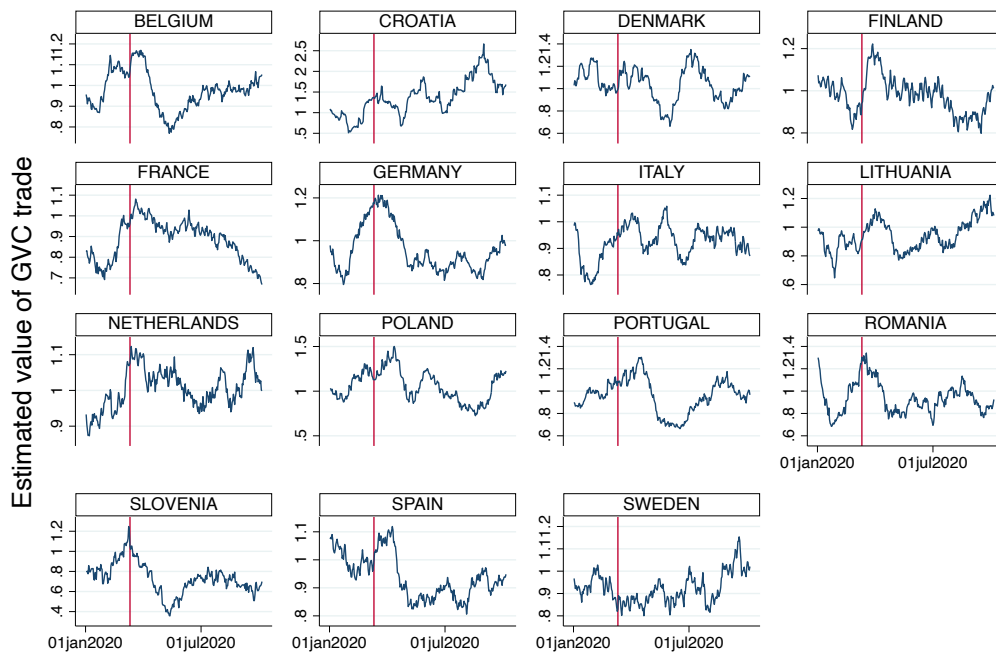 Estimated value of GVC trade
BELGIUM
.8 .9 1 1.1 1.2
CROATIA
.5 1 1.5 2 2.5
DENMARK
.6 .8 1 1.2 1.4
FINLAND
.8 1 1.2
FRANCE
.7 .8 .9 1 1.1
GERMANY
.8 1 1.2
ITALY
.8 .9 1 1.1
LITHUANIA
.6 .8 1 1.2
NETHERLANDS
.9 1 1.1
POLAND
.5 1 1.5
PORTUGAL
.6 .8 1 1.2 1.4
ROMANIA
.6 .8 1 1.2 1.4
01jan2020 01jul2020
SLOVENIA
.4 .6 .8 1 1.2
01jan2020 01jul2020
SPAIN
.8 .9 1 1.1
01jan2020 01jul2020
SWEDEN
.8 .9 1 1.1 1.2
01jan2020 01jul2020